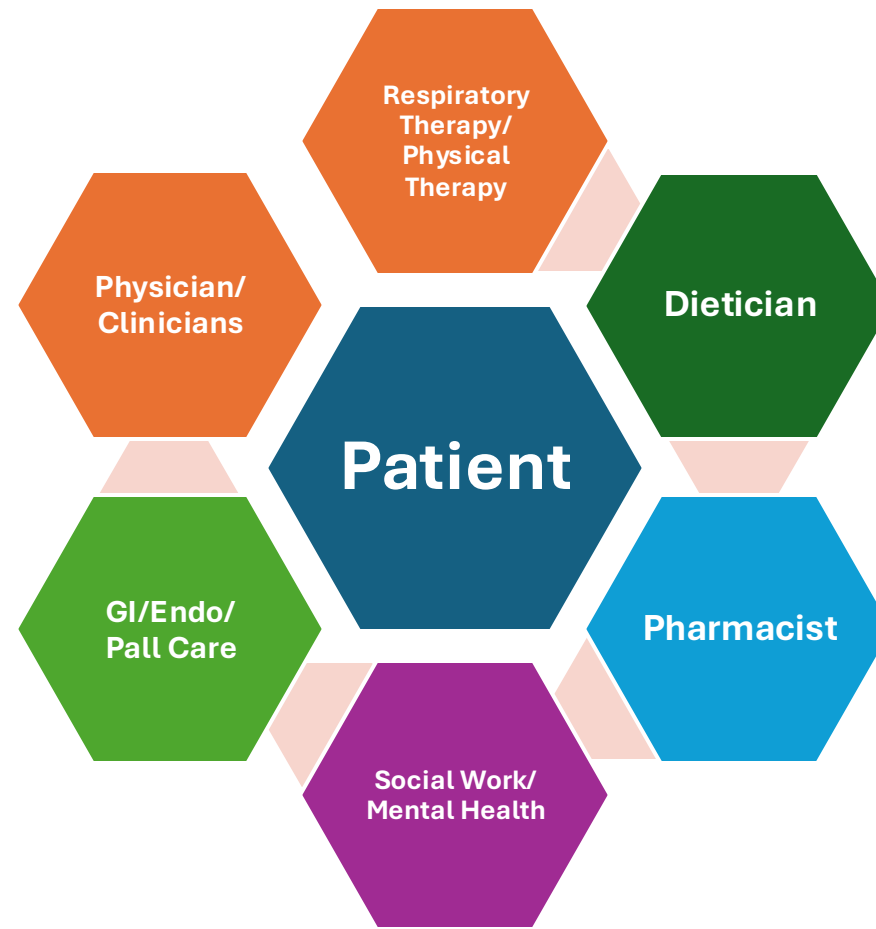 Respiratory
Therapy/
Physical
Therapy
Physician/
Clinicians
Dietician
Patient
GI/Endo/
Pall Care
Pharmacist
Social Work/
Mental Health